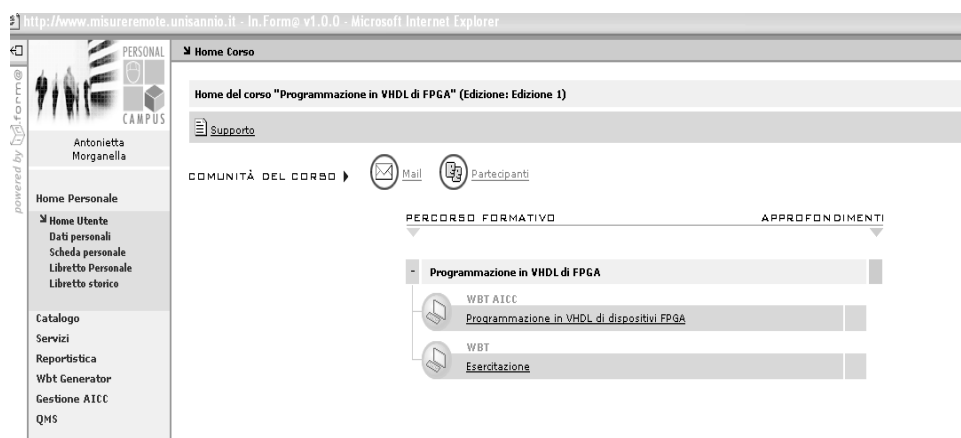 http://www.misureremote.unisannio.it - In.Form@ v1.0.0 - Microsoft Internet Explorer
PERSONAL
CAMPUS
powered by .form@
Antonietta
Morganella
Home Personale
Home Utente
Dati personali
Scheda personale
Libretto Personale
Libretto storico
Catalogo
Servizi
Reportistica
Wbt Generator
Gestione AICC
QMS
Home Corso
Home del corso "Programmazione in VHDL di FPGA" (Edizione: Edizione 1)
Supporto
COMUNITÀ DEL CORSO Mail Partecipanti
PERCORSO FORMATIVO APPROFONDIMENTI
- Programmazione in VHDL di FPGA
WBT AICC
Programmazione in VHDL di dispositivi FPGA
WBT
Esercitazione